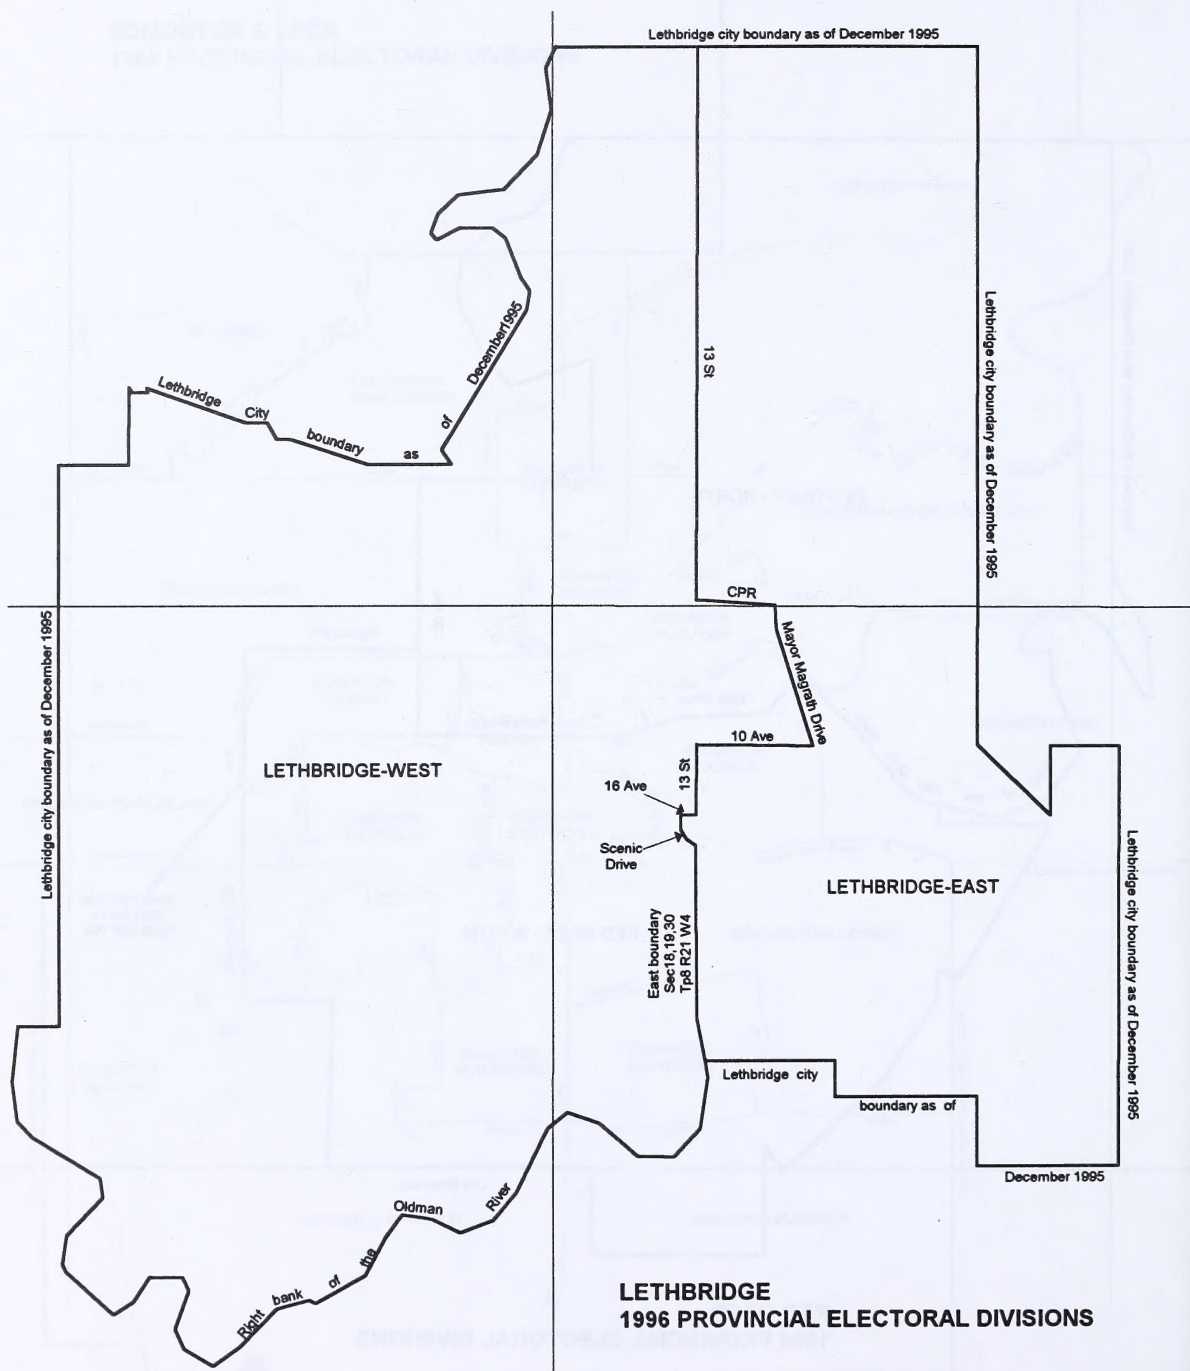 Lethbridge city boundary as of December 1995
Lethbridge City boundary as of December1995
13 St
Lethbridge city boundary as of December 1995
CPR
Mayor Magrath Drive
10 Ave
Lethbridge city boundary as of December 1995
LETHBRIDGE-WEST
13 St
16 Ave
Scenic
Drive
LETHBRIDGE-EAST
Lethbridge city boundary as of December 1995
East boundary
Sec18,19,30
Tp8 R21 W4
Lethbridge city
boundary as of
December 1995
Right bank of the Oldman River
LETHBRIDGE
1996 PROVINCIAL ELECTORAL DIVISIONS